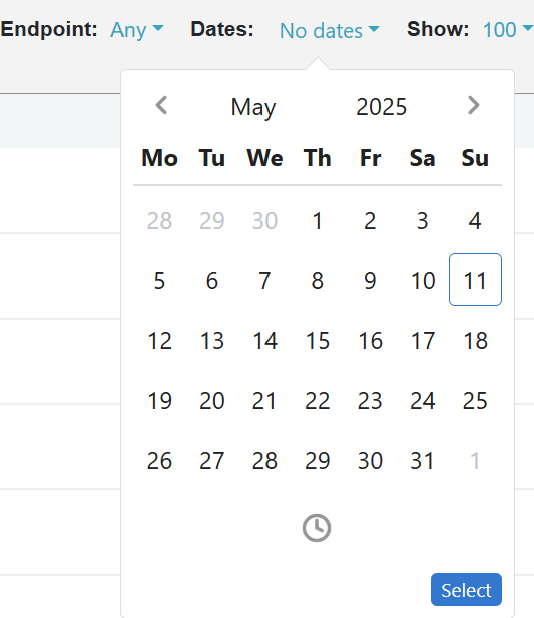 Endpoint: Any Dates: No dates Show: 100
May 2025
Mo Tu We Th Fr Sa Su
28 29 30 1 2 3 4
5 6 7 8 9 10 11
12 13 14 15 16 17 18
19 20 21 22 23 24 25
26 27 28 29 30 31 1
Select